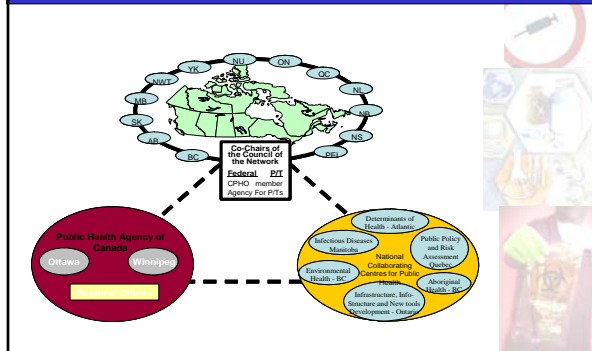 NU
ON
YK
QC
NWT
NL
MB
NB
SK
NS
AB
PEI
BC
Co-Chairs of
the Council of
the Network
Federal P/T
CPHO member
Agency For P/Ts
Public Health Agency of
Canada
Ottawa
Winnipeg
Determinants of
Health - Atlantic
Infectious Diseases
Manitoba
Public Policy
and Risk
Assessment
Quebec
National
Collaborating
Centres for Public
Health
Environmental
Health - BC
Aboriginal
Health - BC
Infrastructure, Info-
Structure and New tools
Development - Ontario